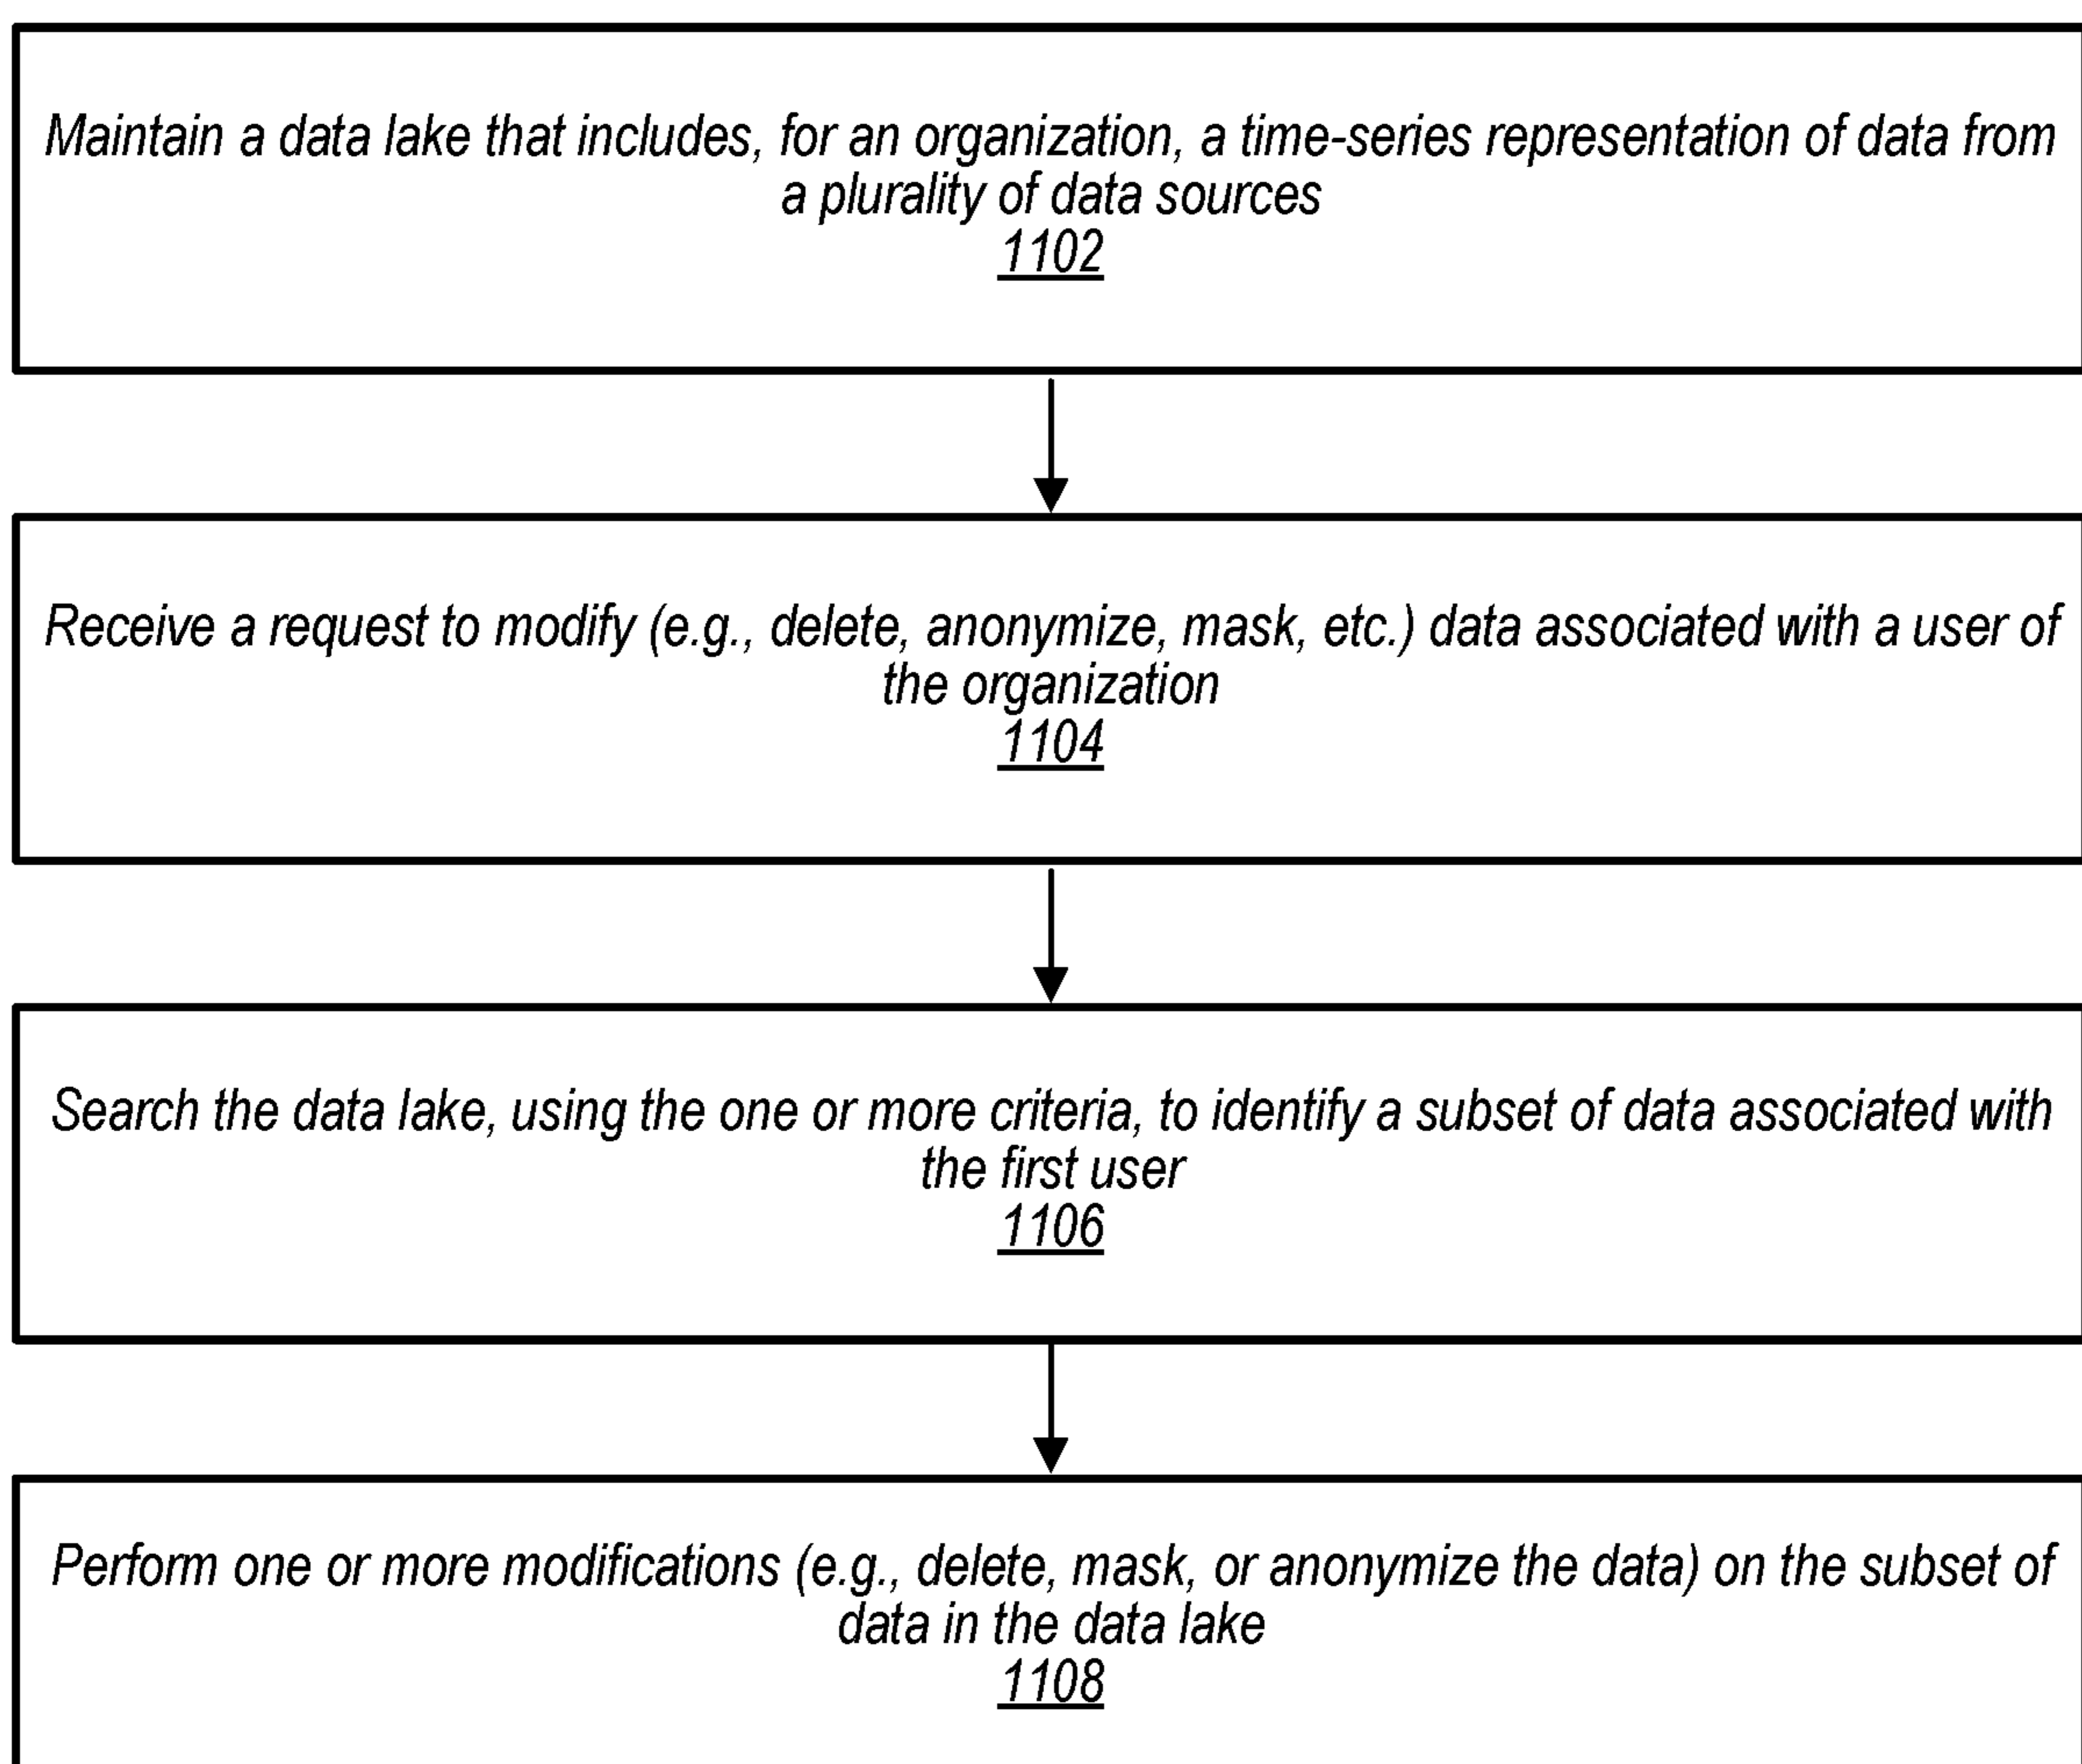 Maintain a data lake that includes, for an organization, a time-series representation of data from
a plurality of data sources
1102
Receive a request to modify (e.g., delete, anonymize, mask, etc.) data associated with a user of
the organization
1104
Search the data lake, using the one or more criteria, to identify a subset of data associated with
the first user
1106
Perform one or more modifications (e.g., delete, mask, or anonymize the data) on the subset of
data in the data lake
1108